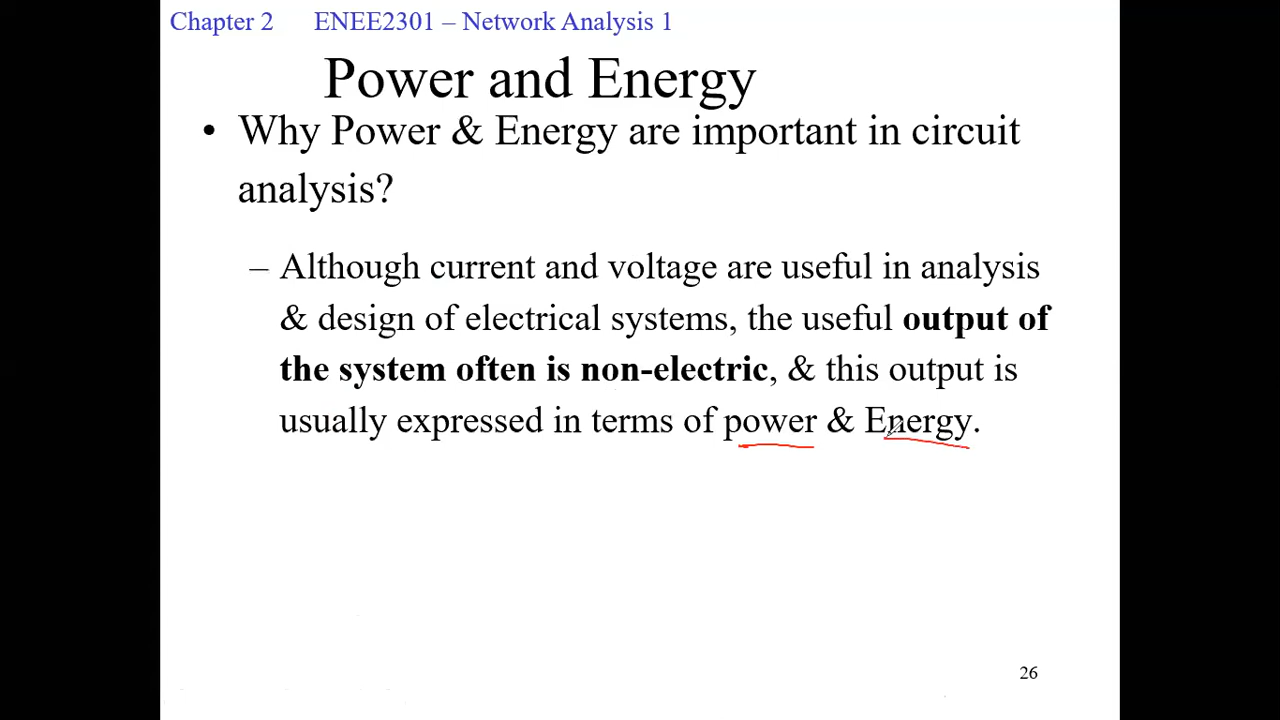 Chapter 2 ENEE2301 – Network Analysis 1
Power and Energy
• Why Power & Energy are important in circuit
analysis?
– Although current and voltage are useful in analysis
& design of electrical systems, the useful output of
the system often is non-electric, & this output is
usually expressed in terms of power & Energy.
26